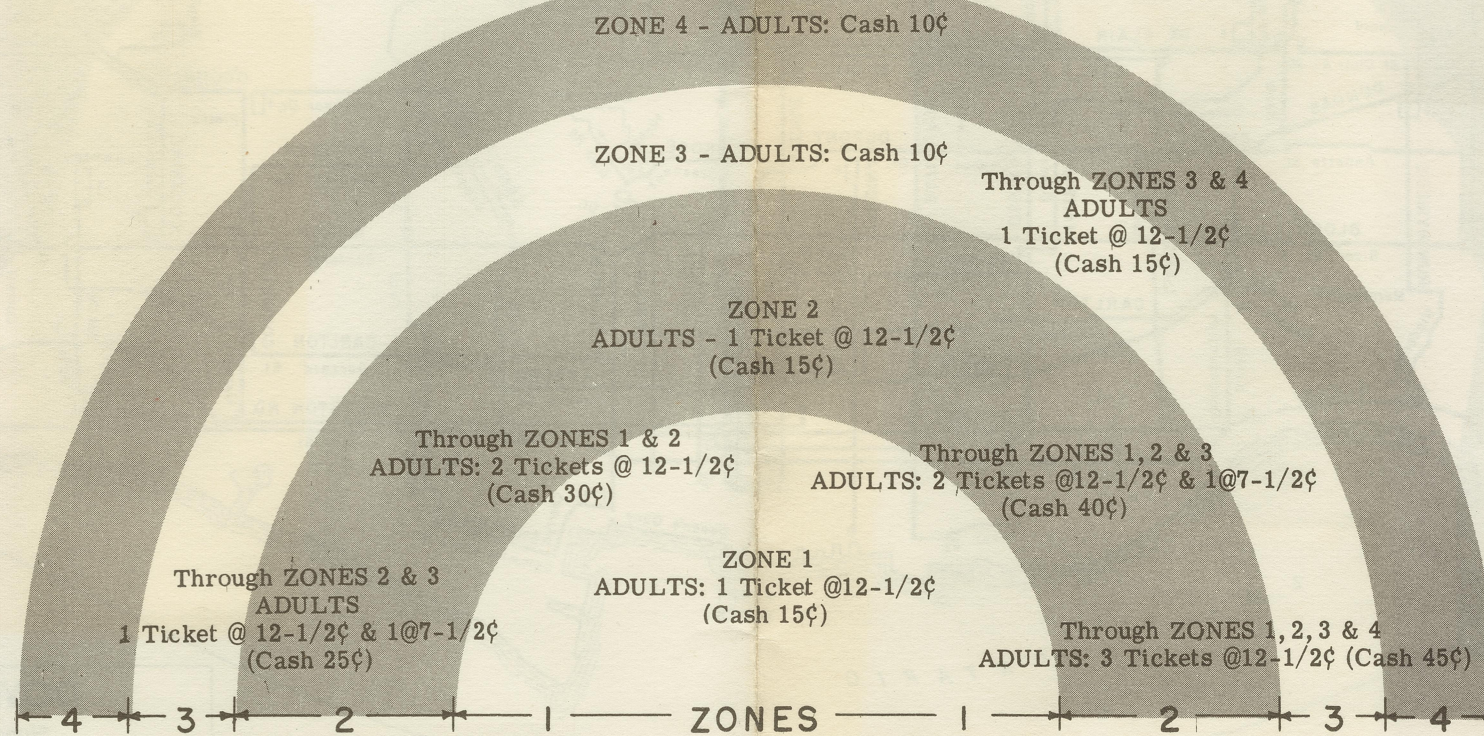 ZONE 4 - ADULTS: Cash 10¢
ZONE 3 - ADULTS: Cash 10¢
Through ZONES 3 & 4
ADULTS
1 Ticket @ 12-1/2¢
(Cash 15¢)
ZONE 2
ADULTS - 1 Ticket @ 12-1/2¢
(Cash 15¢)
Through ZONES 1 & 2
ADULTS: 2 Tickets @ 12-1/2¢
(Cash 30¢)
Through ZONES 1,2 & 3
ADULTS: 2 Tickets @12-1/2¢ & 1@7-1/2¢
(Cash 40¢)
ZONE 1
ADULTS: 1 Ticket @12-1/2¢
(Cash 15¢)
Through ZONES 2 & 3
ADULTS
1 Ticket @ 12-1/2¢ & 1@7-1/2¢
(Cash 25¢)
Through ZONES 1,2,3 & 4
ADULTS: 3 Tickets @12-1/2¢ (Cash 45¢)
4 3 2 1 ZONES 1 2 3 4